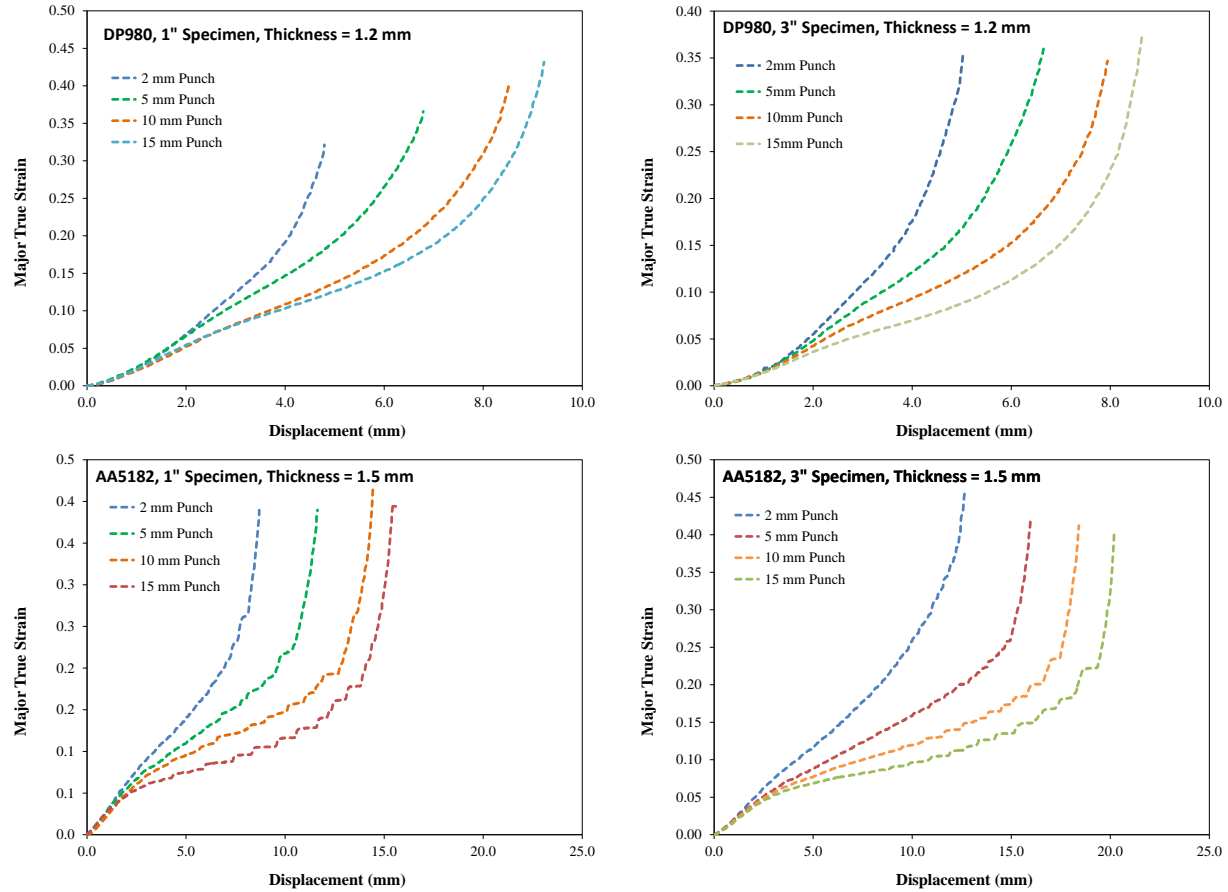 DP980, 1" Specimen, Thickness = 1.2 mm
2 mm Punch
5 mm Punch
10 mm Punch
15 mm Punch
Major True Strain
0.50
0.45
0.40
0.35
0.30
0.25
0.20
0.15
0.10
0.05
0.00
0.0 2.0 4.0 6.0 8.0 10.0
Displacement (mm)
DP980, 3" Specimen, Thickness = 1.2 mm
2mm Punch
5mm Punch
10mm Punch
15mm Punch
Major True Strain
0.40
0.35
0.30
0.25
0.20
0.15
0.10
0.05
0.00
0.0 2.0 4.0 6.0 8.0 10.0
Displacement (mm)
AA5182, 1" Specimen, Thickness = 1.5 mm
2 mm Punch
5 mm Punch
10 mm Punch
15 mm Punch
Major True Strain
0.5
0.4
0.4
0.3
0.3
0.2
0.2
0.1
0.1
0.0
0.0 5.0 10.0 15.0 20.0 25.0
Displacement (mm)
AA5182, 3" Specimen, Thickness = 1.5 mm
2 mm Punch
5 mm Punch
10 mm Punch
15 mm Punch
Major True Strain
0.50
0.45
0.40
0.35
0.30
0.25
0.20
0.15
0.10
0.05
0.00
0.0 5.0 10.0 15.0 20.0 25.0
Displacement (mm)